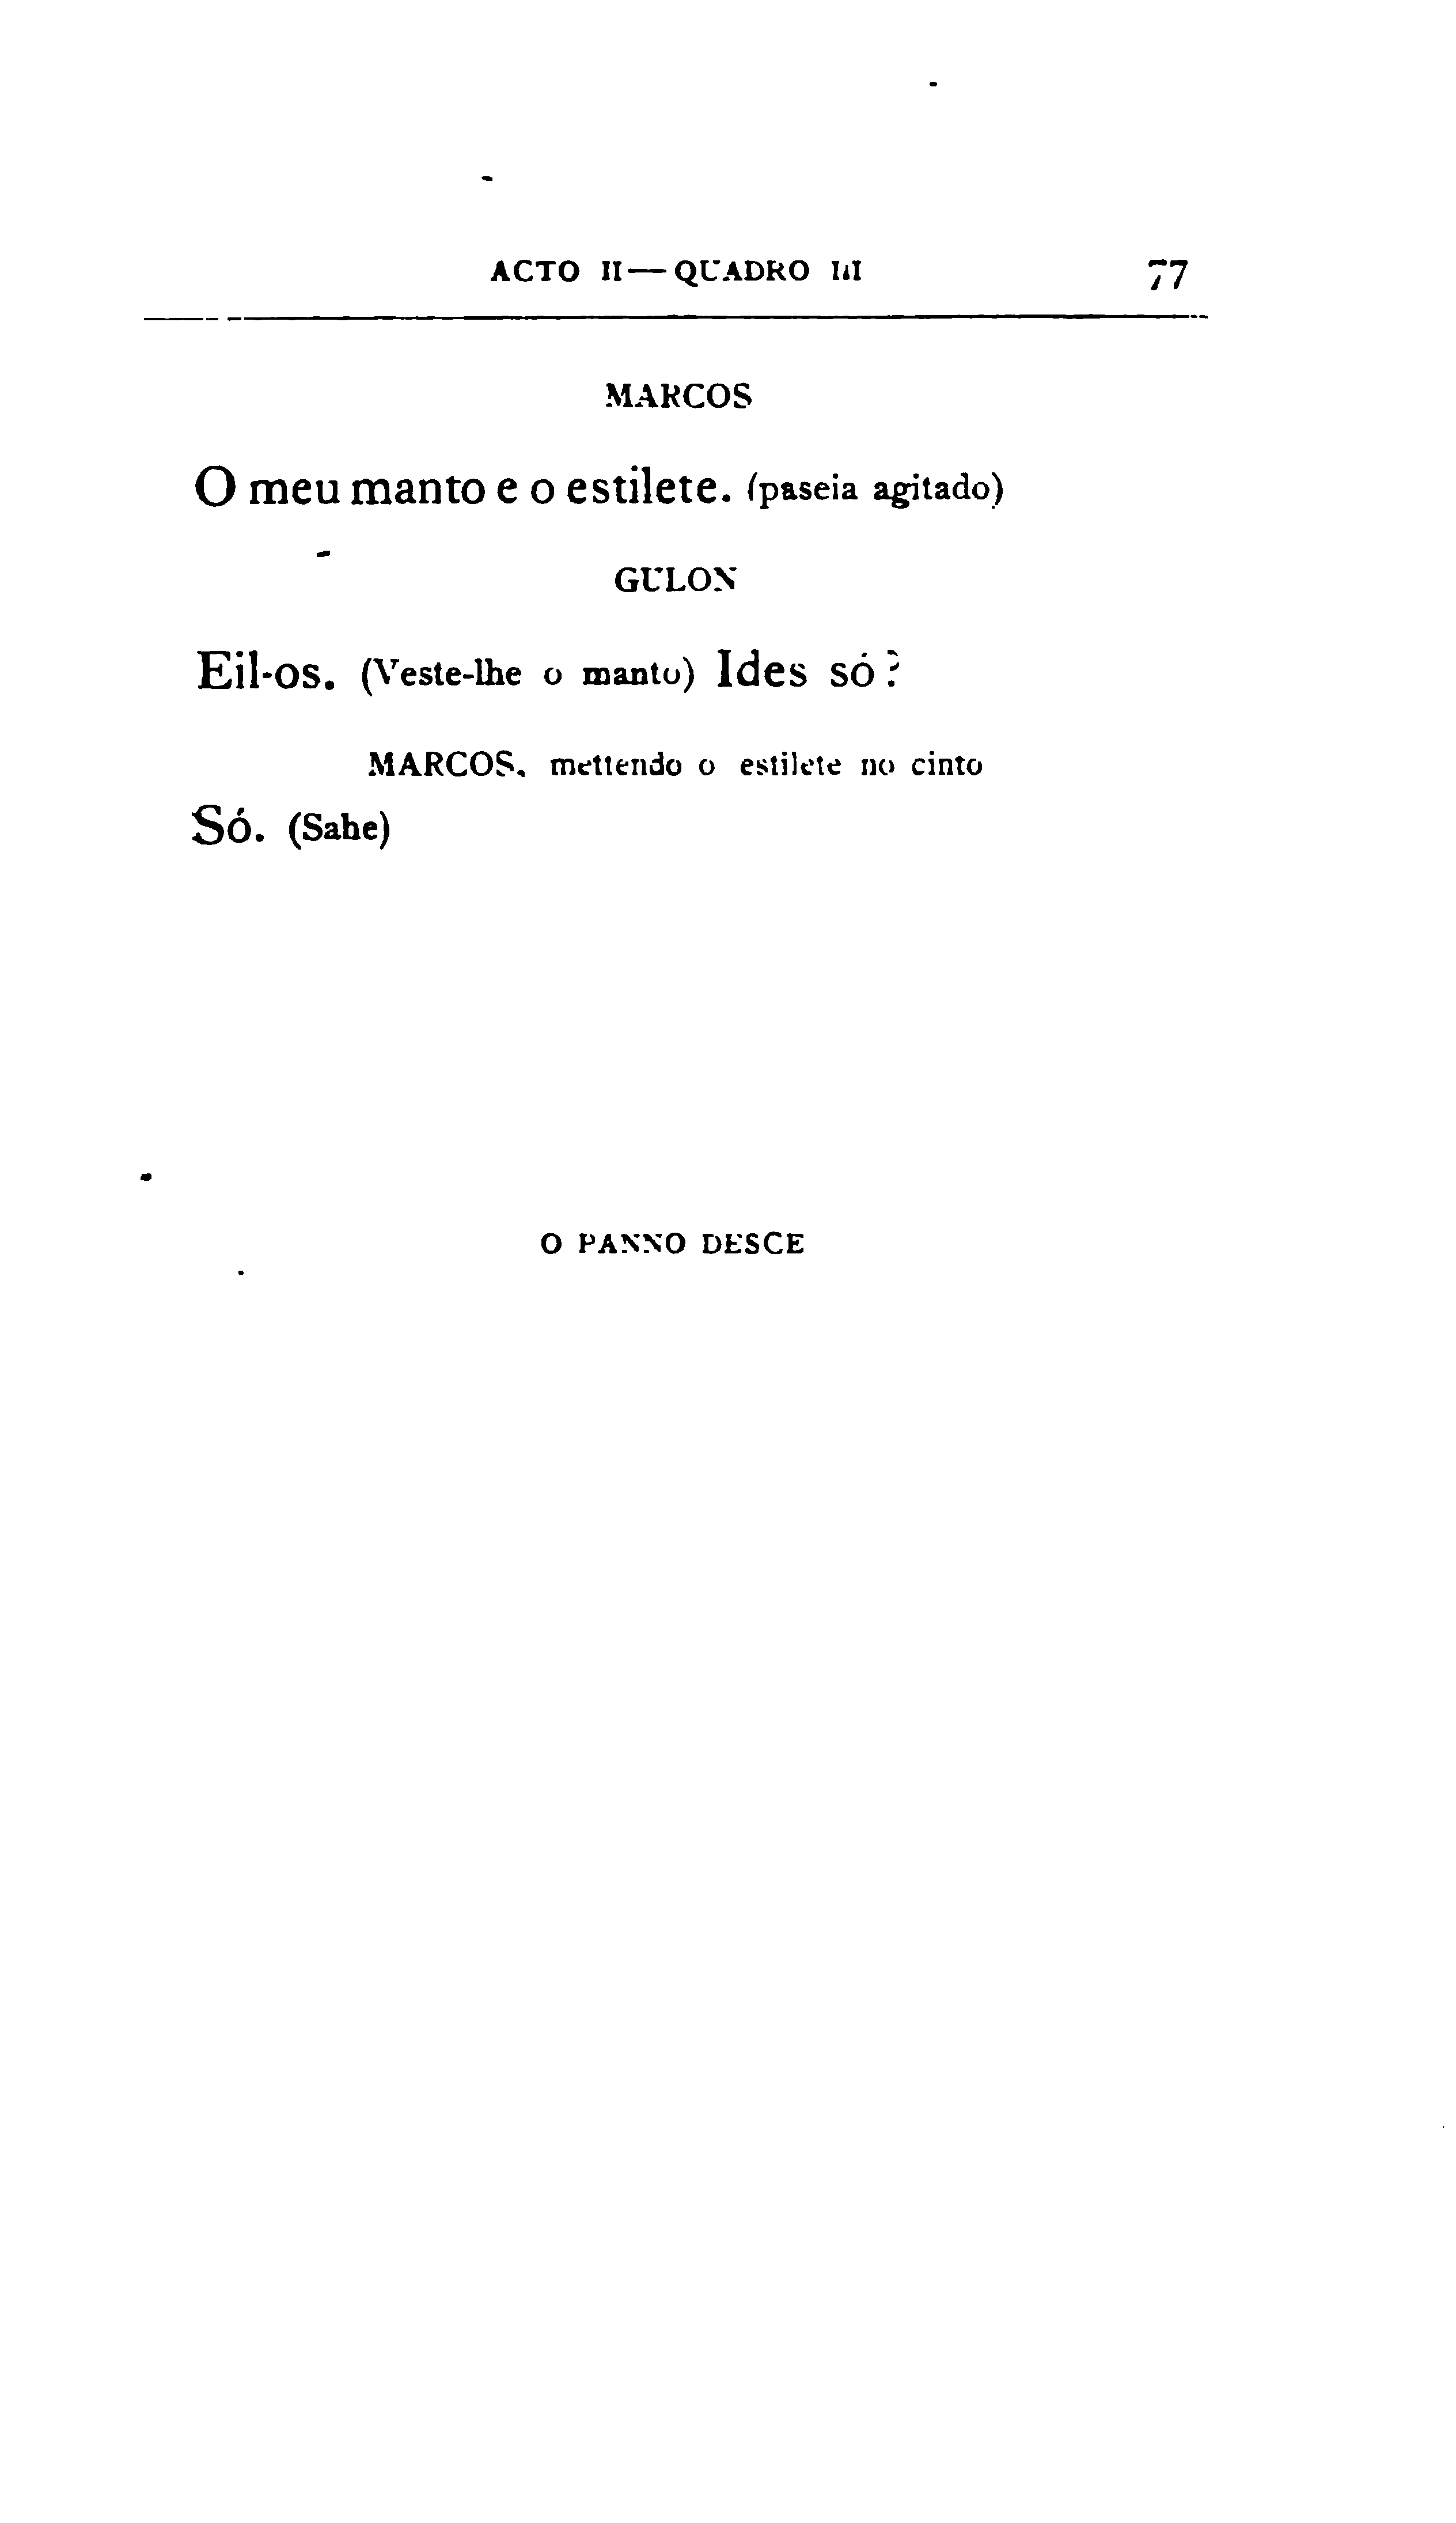 ACTO II—QUADRO III 77
MARCOS
O meu manto e o estilete. (paseia agitado)
GULON
Eil-os. (Veste-lhe o manto) Ides só?
MARCOS, mettendo o estilete no cinto
Só. (Sahe)
O PANNO DESCE